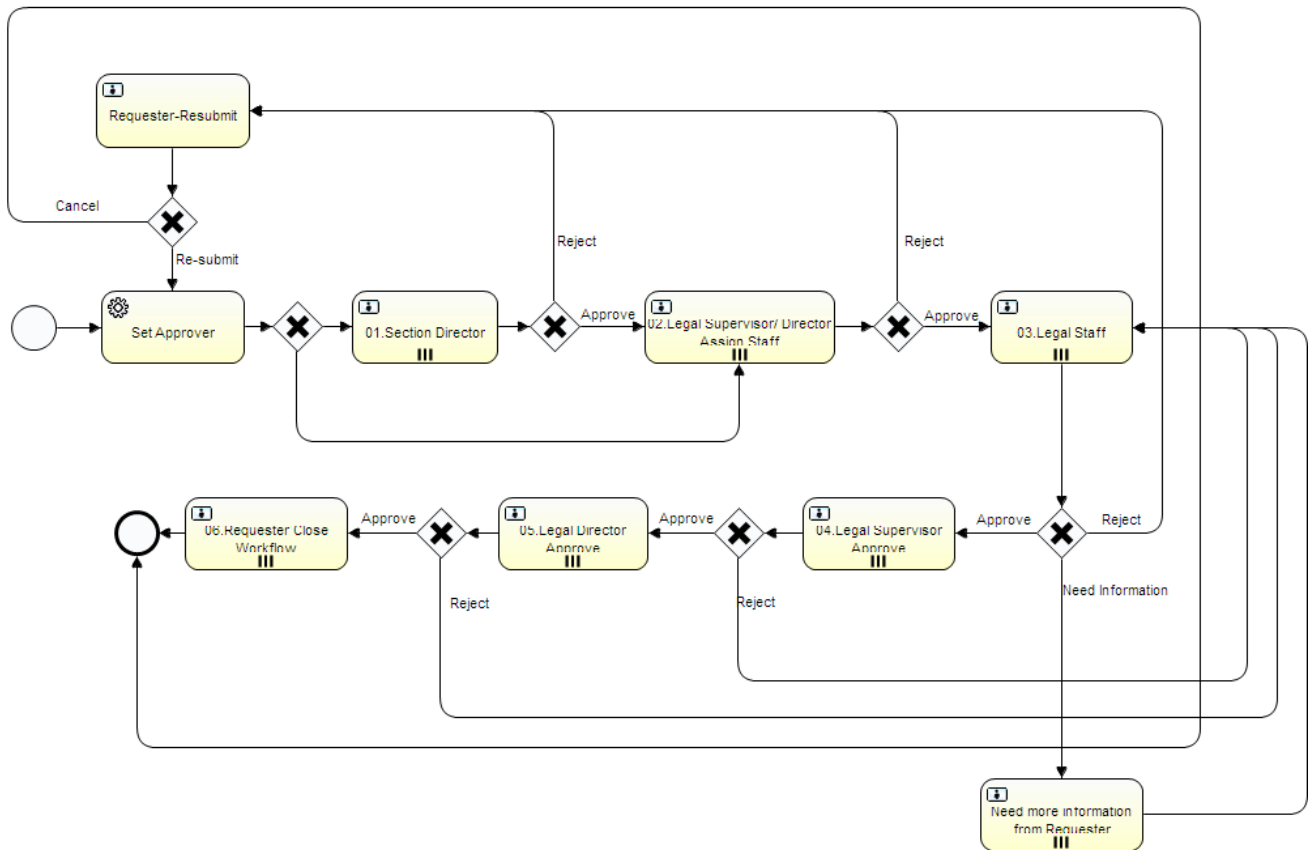 Requester-Resubmit
Cancel
Re-submit
Reject
Reject
Set Approver
01.Section Director
Approve
02.Legal Supervisor/ Director
Assign Staff
Approve
03.Legal Staff
06.Requester Close
Workflow
Approve
05.Legal Director
Approve
Approve
04.Legal Supervisor
Approve
Approve
Reject
Need Information
Reject
Reject
Need more information
from Requester